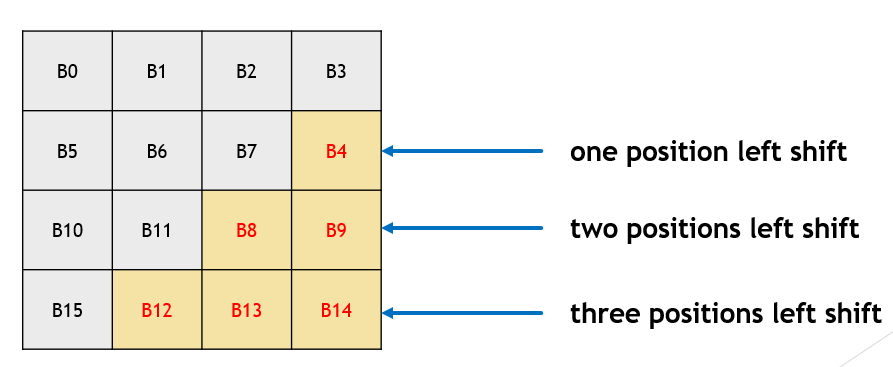 B0 B1 B2 B3
B5 B6 B7 B4 one position left shift
B10 B11 B8 B9 two positions left shift
B15 B12 B13 B14 three positions left shift